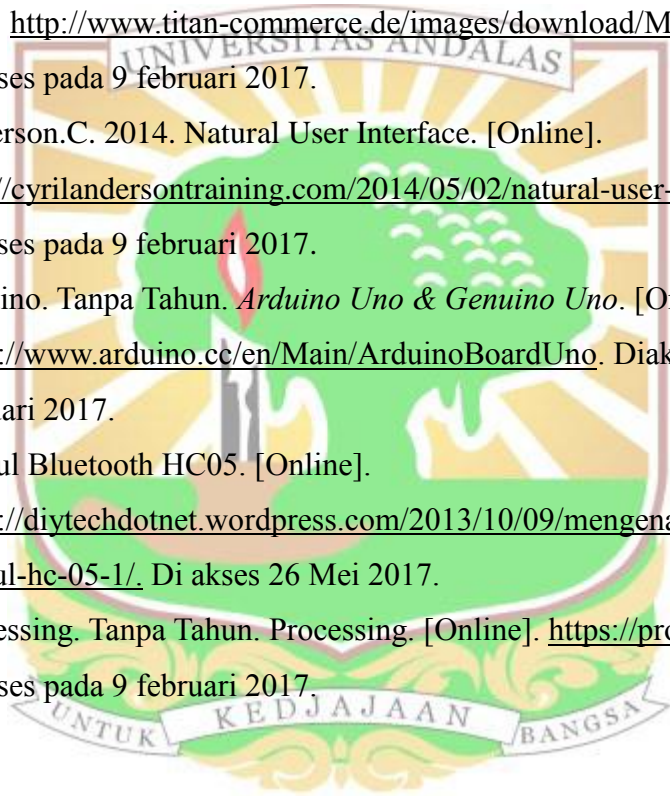 http://www.titan-commerce.de/images/download/M
UNIVERSITAS ANDALAS
ses pada 9 februari 2017.
erson.C. 2014. Natural User Interface. [Online].
//cyrilandersontraining.com/2014/05/02/natural-user-
ses pada 9 februari 2017.
ino. Tanpa Tahun. Arduino Uno & Genuino Uno. [On
://www.arduino.cc/en/Main/ArduinoBoardUno. Diak
ari 2017.
ul Bluetooth HC05. [Online].
://diytechdotnet.wordpress.com/2013/10/09/mengena
ul-hc-05-1/. Di akses 26 Mei 2017.
essing. Tanpa Tahun. Processing. [Online]. https://pro
ses pada 9 februari 2017.
UNTUK KEDJAJAAN BANGSA